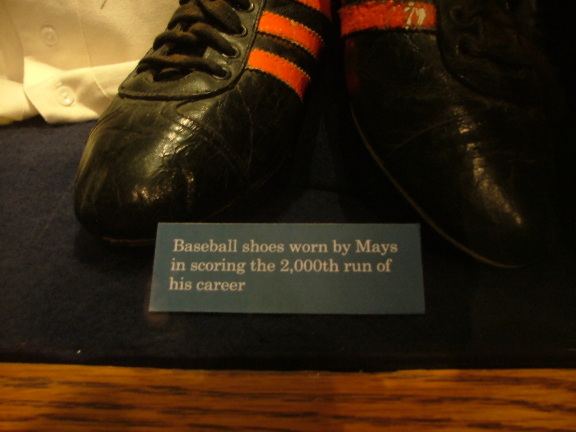 Baseball shoes worn by Mays
in scoring the 2,000th run of
his career